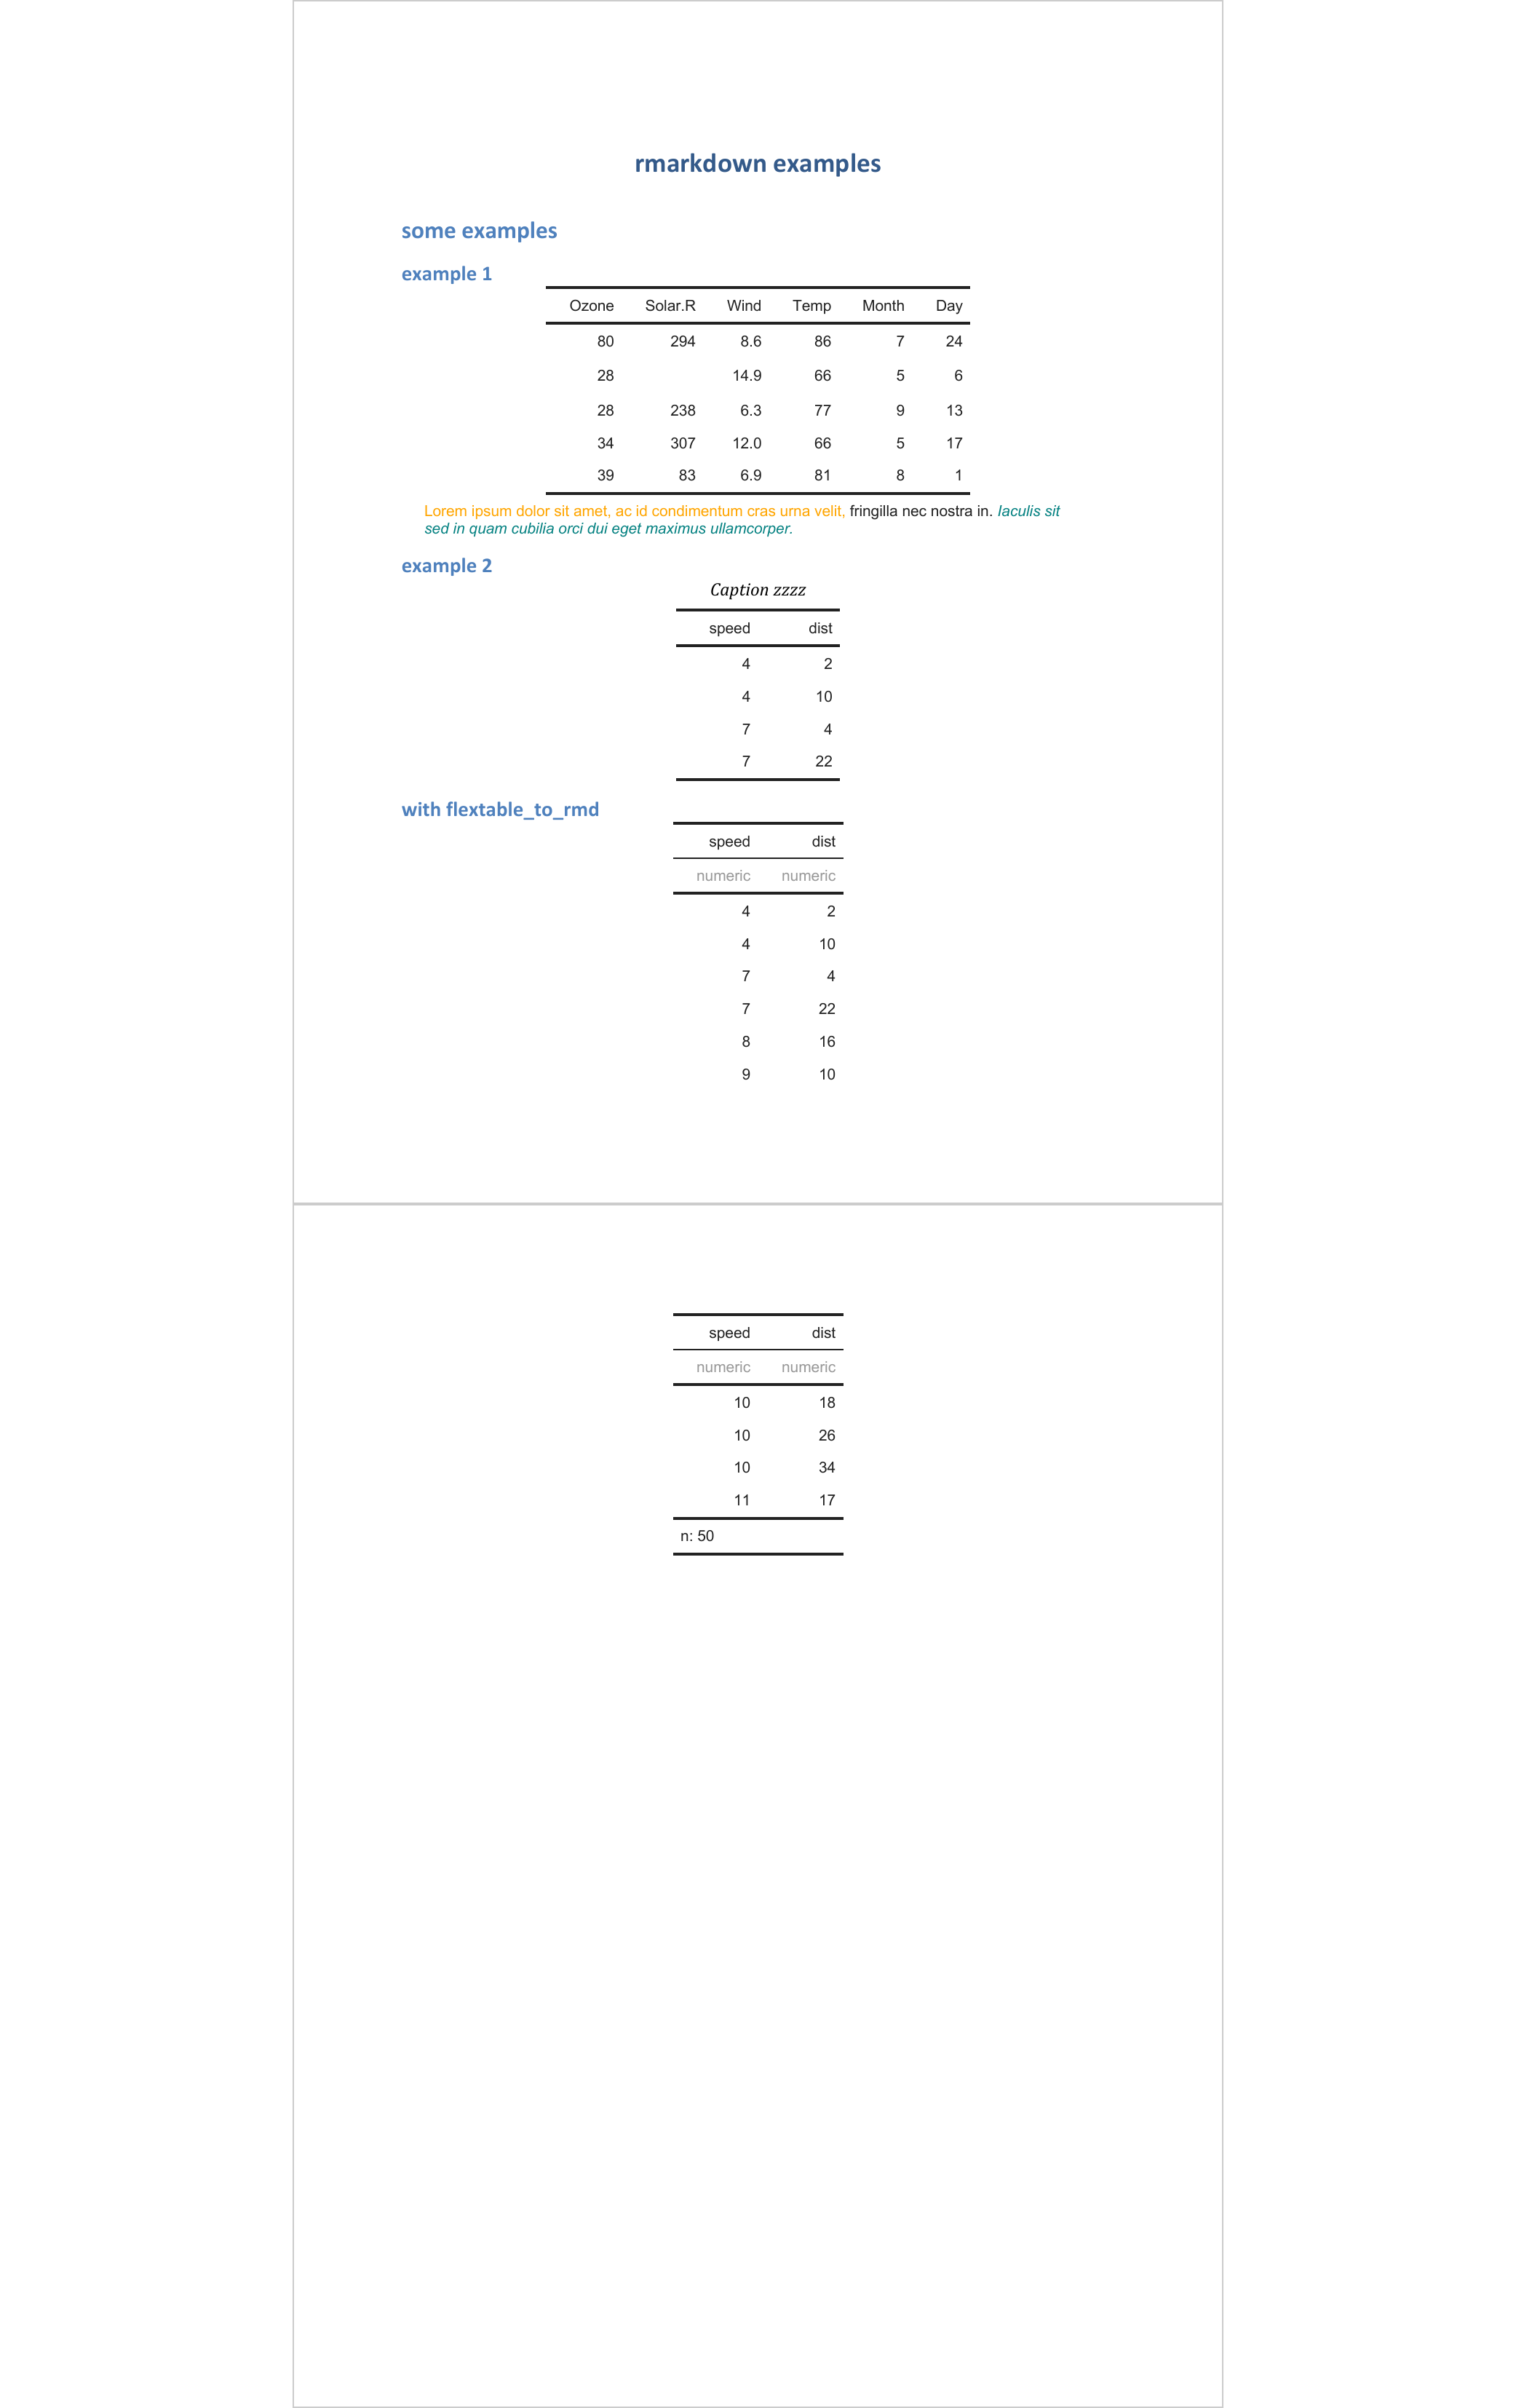 rmarkdown examples
some examples
example 1
Ozone Solar.R Wind Temp Month Day
80 294 8.6 86 7 24
28 14.9 66 5 6
28 238 6.3 77 9 13
34 307 12.0 66 5 17
39 83 6.9 81 8 1
Lorem ipsum dolor sit amet, ac id condimentum cras urna velit, fringilla nec nostra in. Iaculis sit
sed in quam cubilia orci dui eget maximus ullamcorper.
example 2
Caption zzzz
speed dist
4 2
4 10
7 4
7 22
with flextable_to_rmd
speed dist
numeric numeric
4 2
4 10
7 4
7 22
8 16
9 10
speed dist
numeric numeric
10 18
10 26
10 34
11 17
n: 50